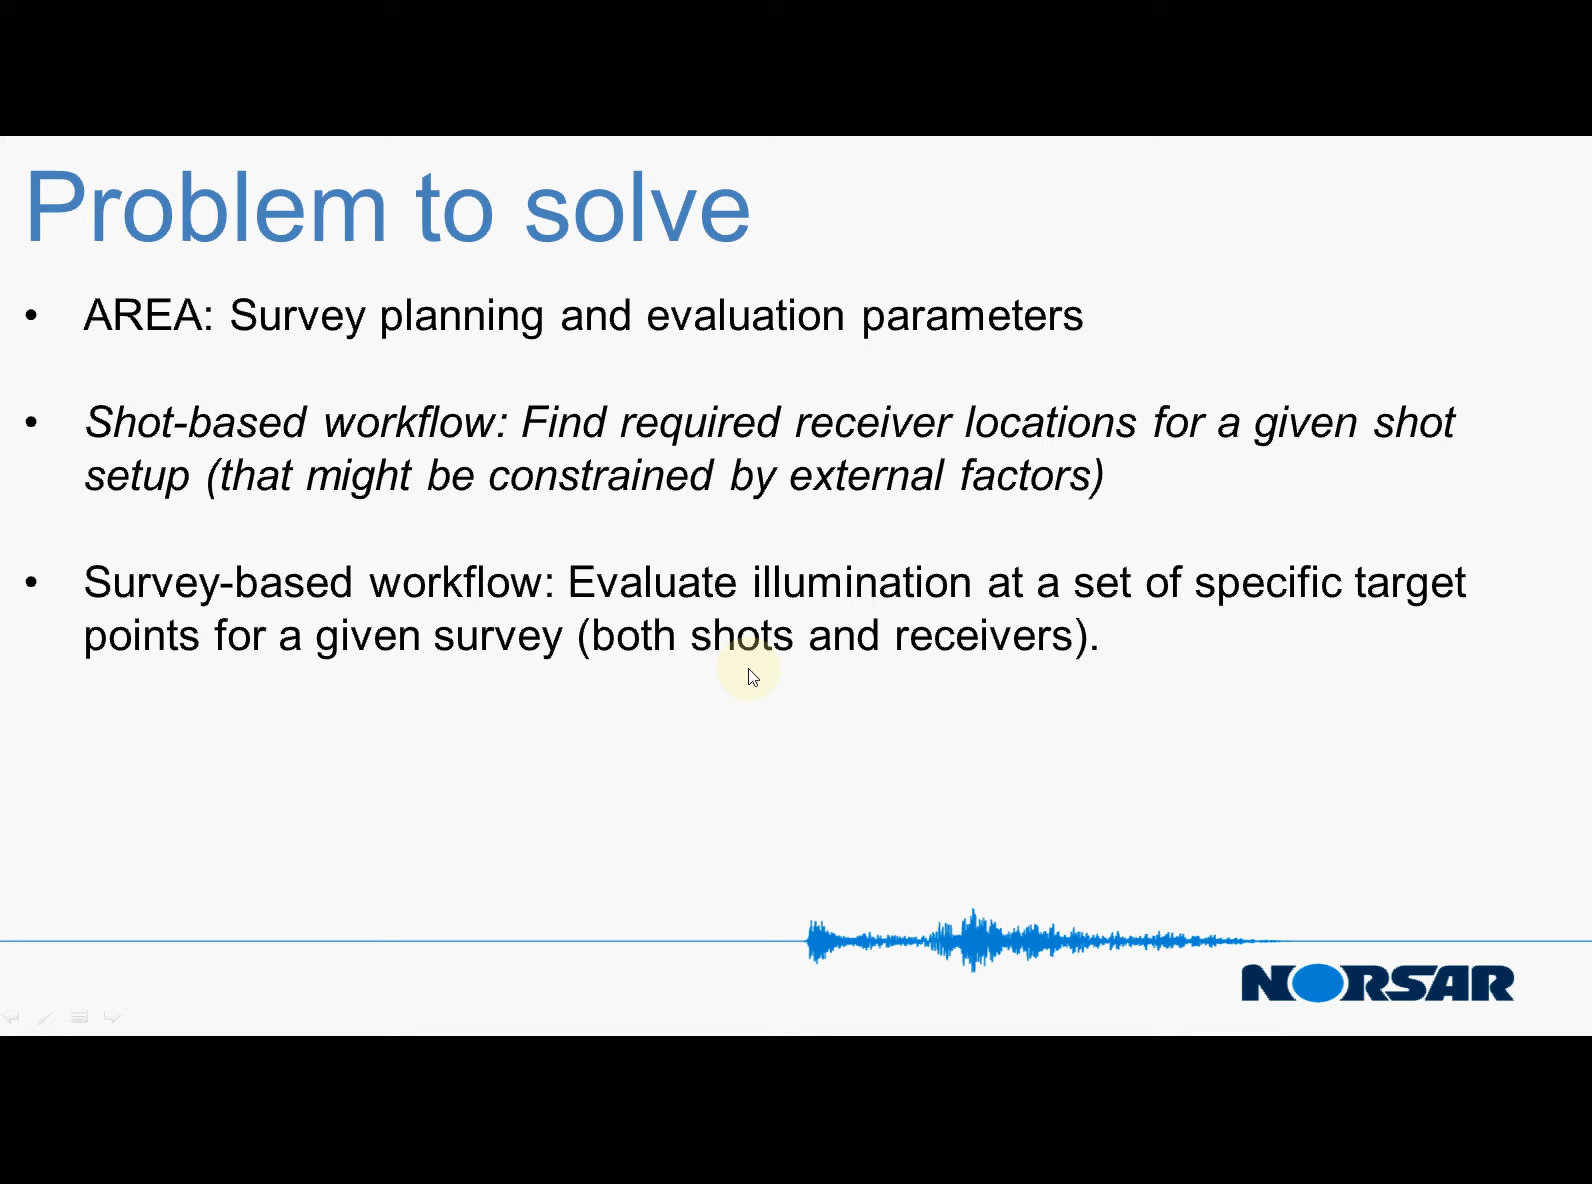 Problem to solve
• AREA: Survey planning and evaluation parameters
• Shot-based workflow: Find required receiver locations for a given shot
setup (that might be constrained by external factors)
• Survey-based workflow: Evaluate illumination at a set of specific target
points for a given survey (both shots and receivers).
NORSAR